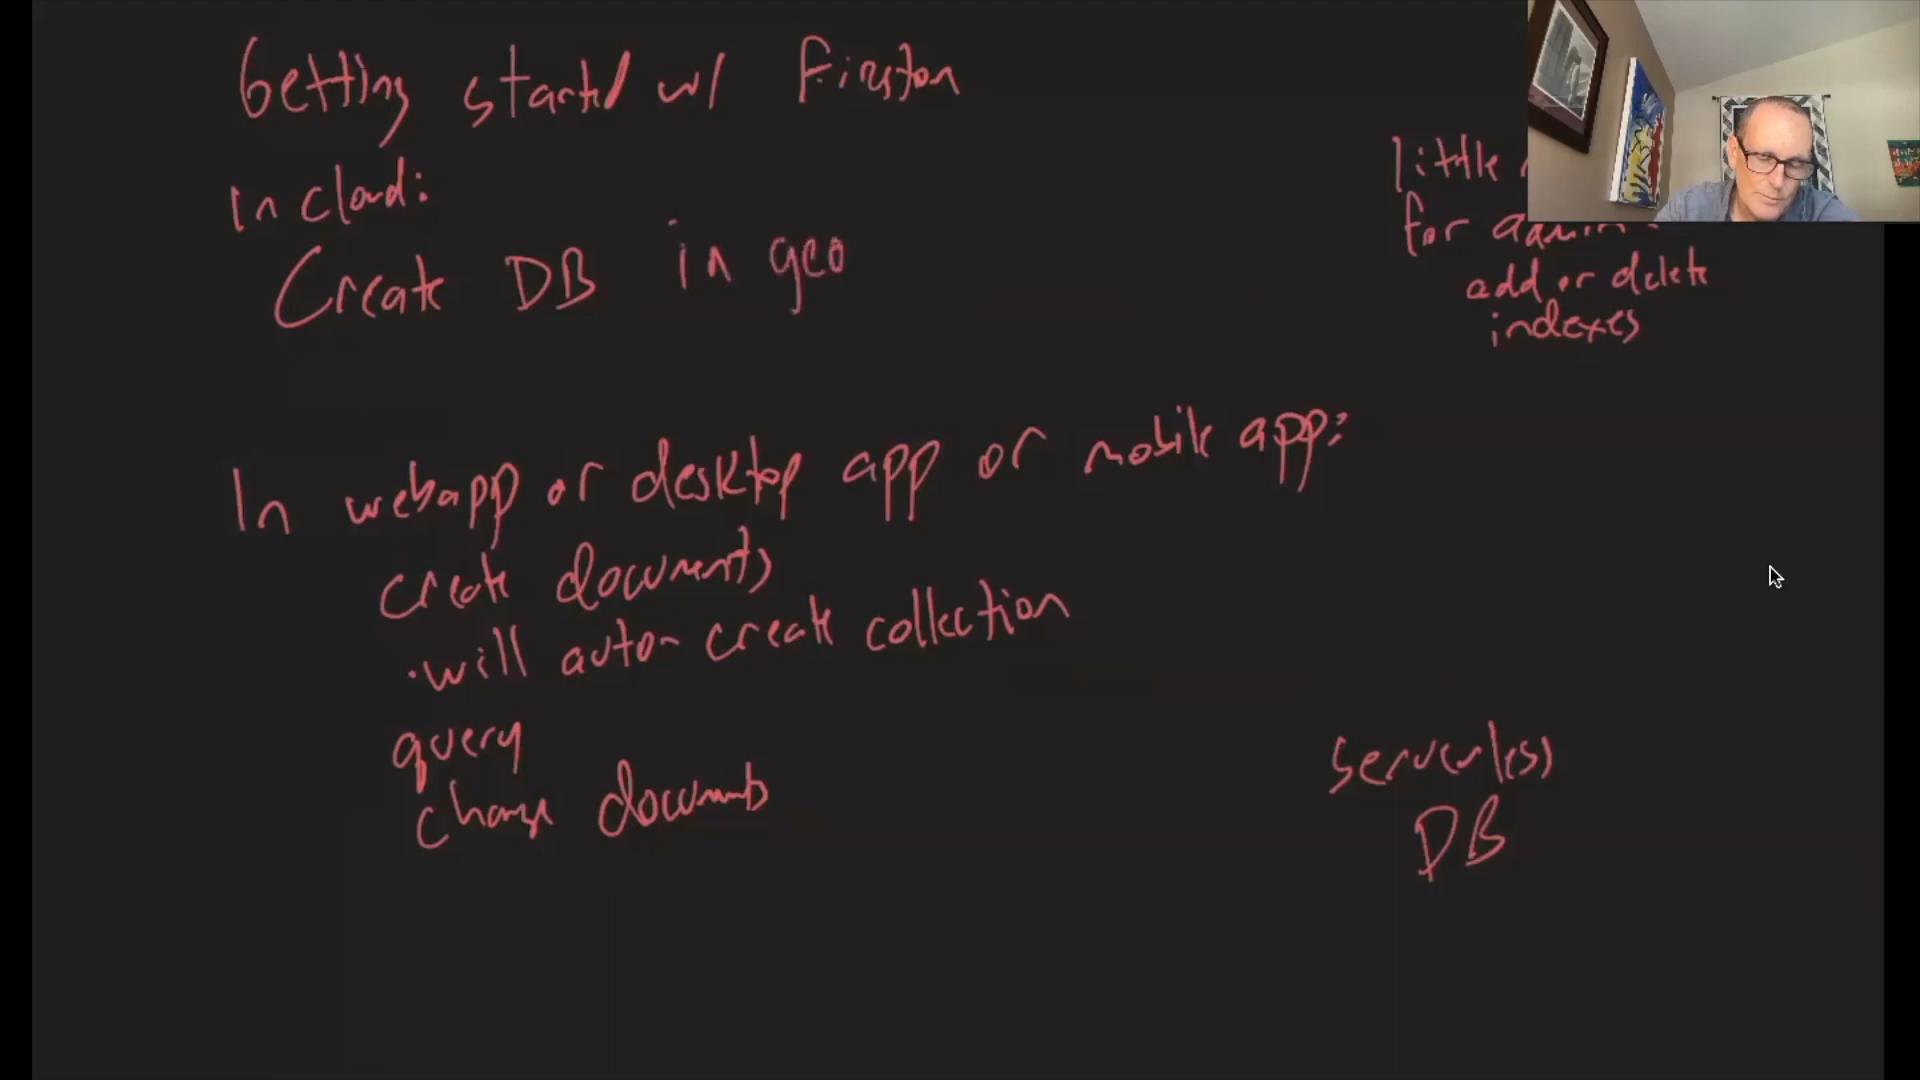 Getting started w/ Firestore
in cloud:
Create DB in geo
little
for admin:
add or delete
indexes
In webapp or desktop app or mobile app:
create documents
• will auto-create collection
query
change documents
serverless
DB